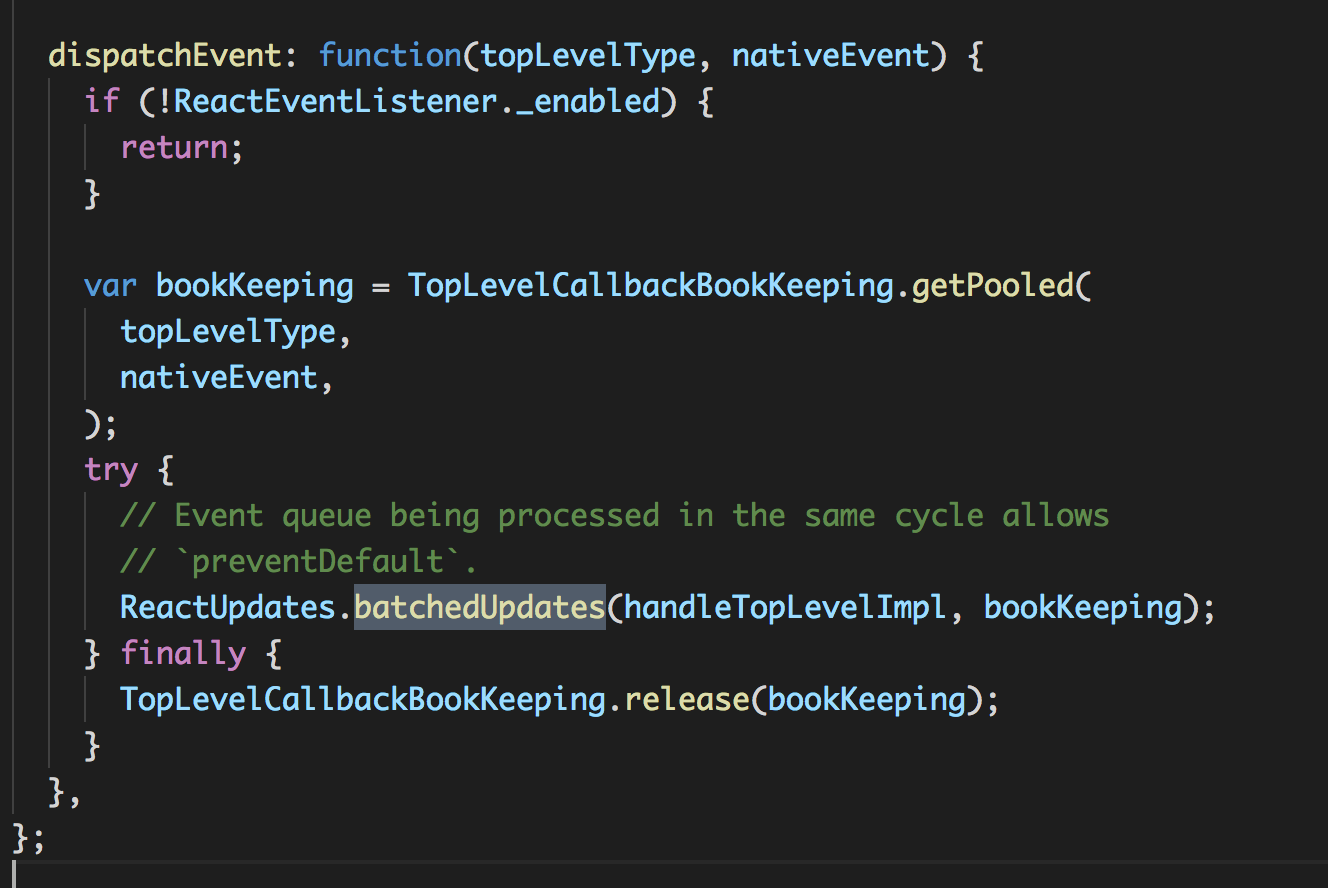 dispatchEvent: function(topLevelType, nativeEvent) {
if (!ReactEventListener._enabled) {
return;
}
var bookKeeping = TopLevelCallbackBookKeeping.getPooled(
topLevelType,
nativeEvent,
);
try {
// Event queue being processed in the same cycle allows
// `preventDefault`.
ReactUpdates.batchedUpdates(handleTopLevelImpl, bookKeeping);
} finally {
TopLevelCallbackBookKeeping.release(bookKeeping);
}
},
};